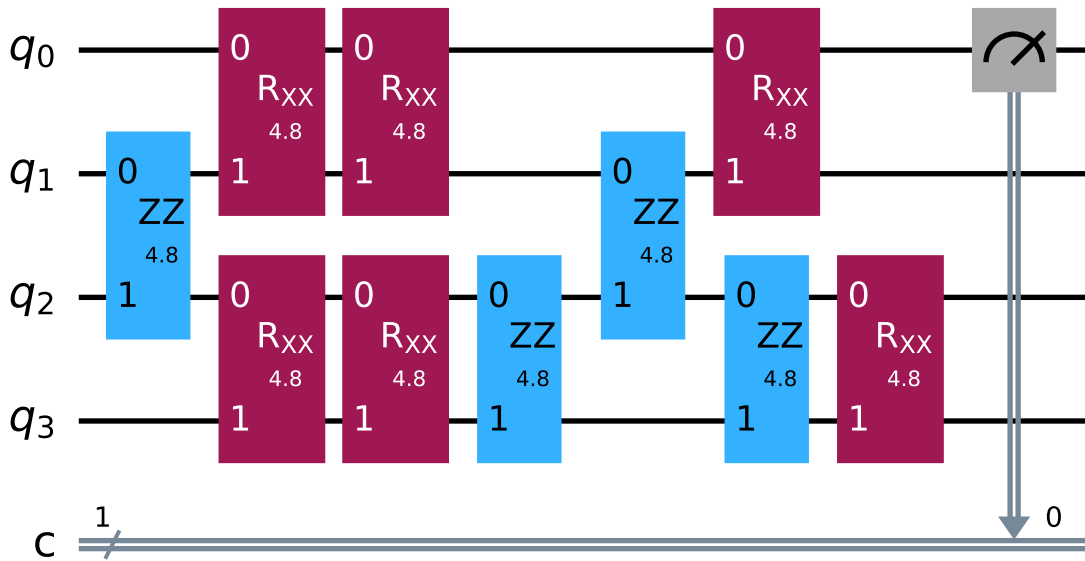 q0 0 0 0
RXX RXX RXX
4.8 4.8 4.8
q1 0 1 1 0 1
ZZ ZZ
4.8 4.8
q2 1 0 0 0 1 0 0
RXX RXX ZZ ZZ RXX
4.8 4.8 4.8 4.8 4.8
q3 1 1 1 1 1
1 0
c